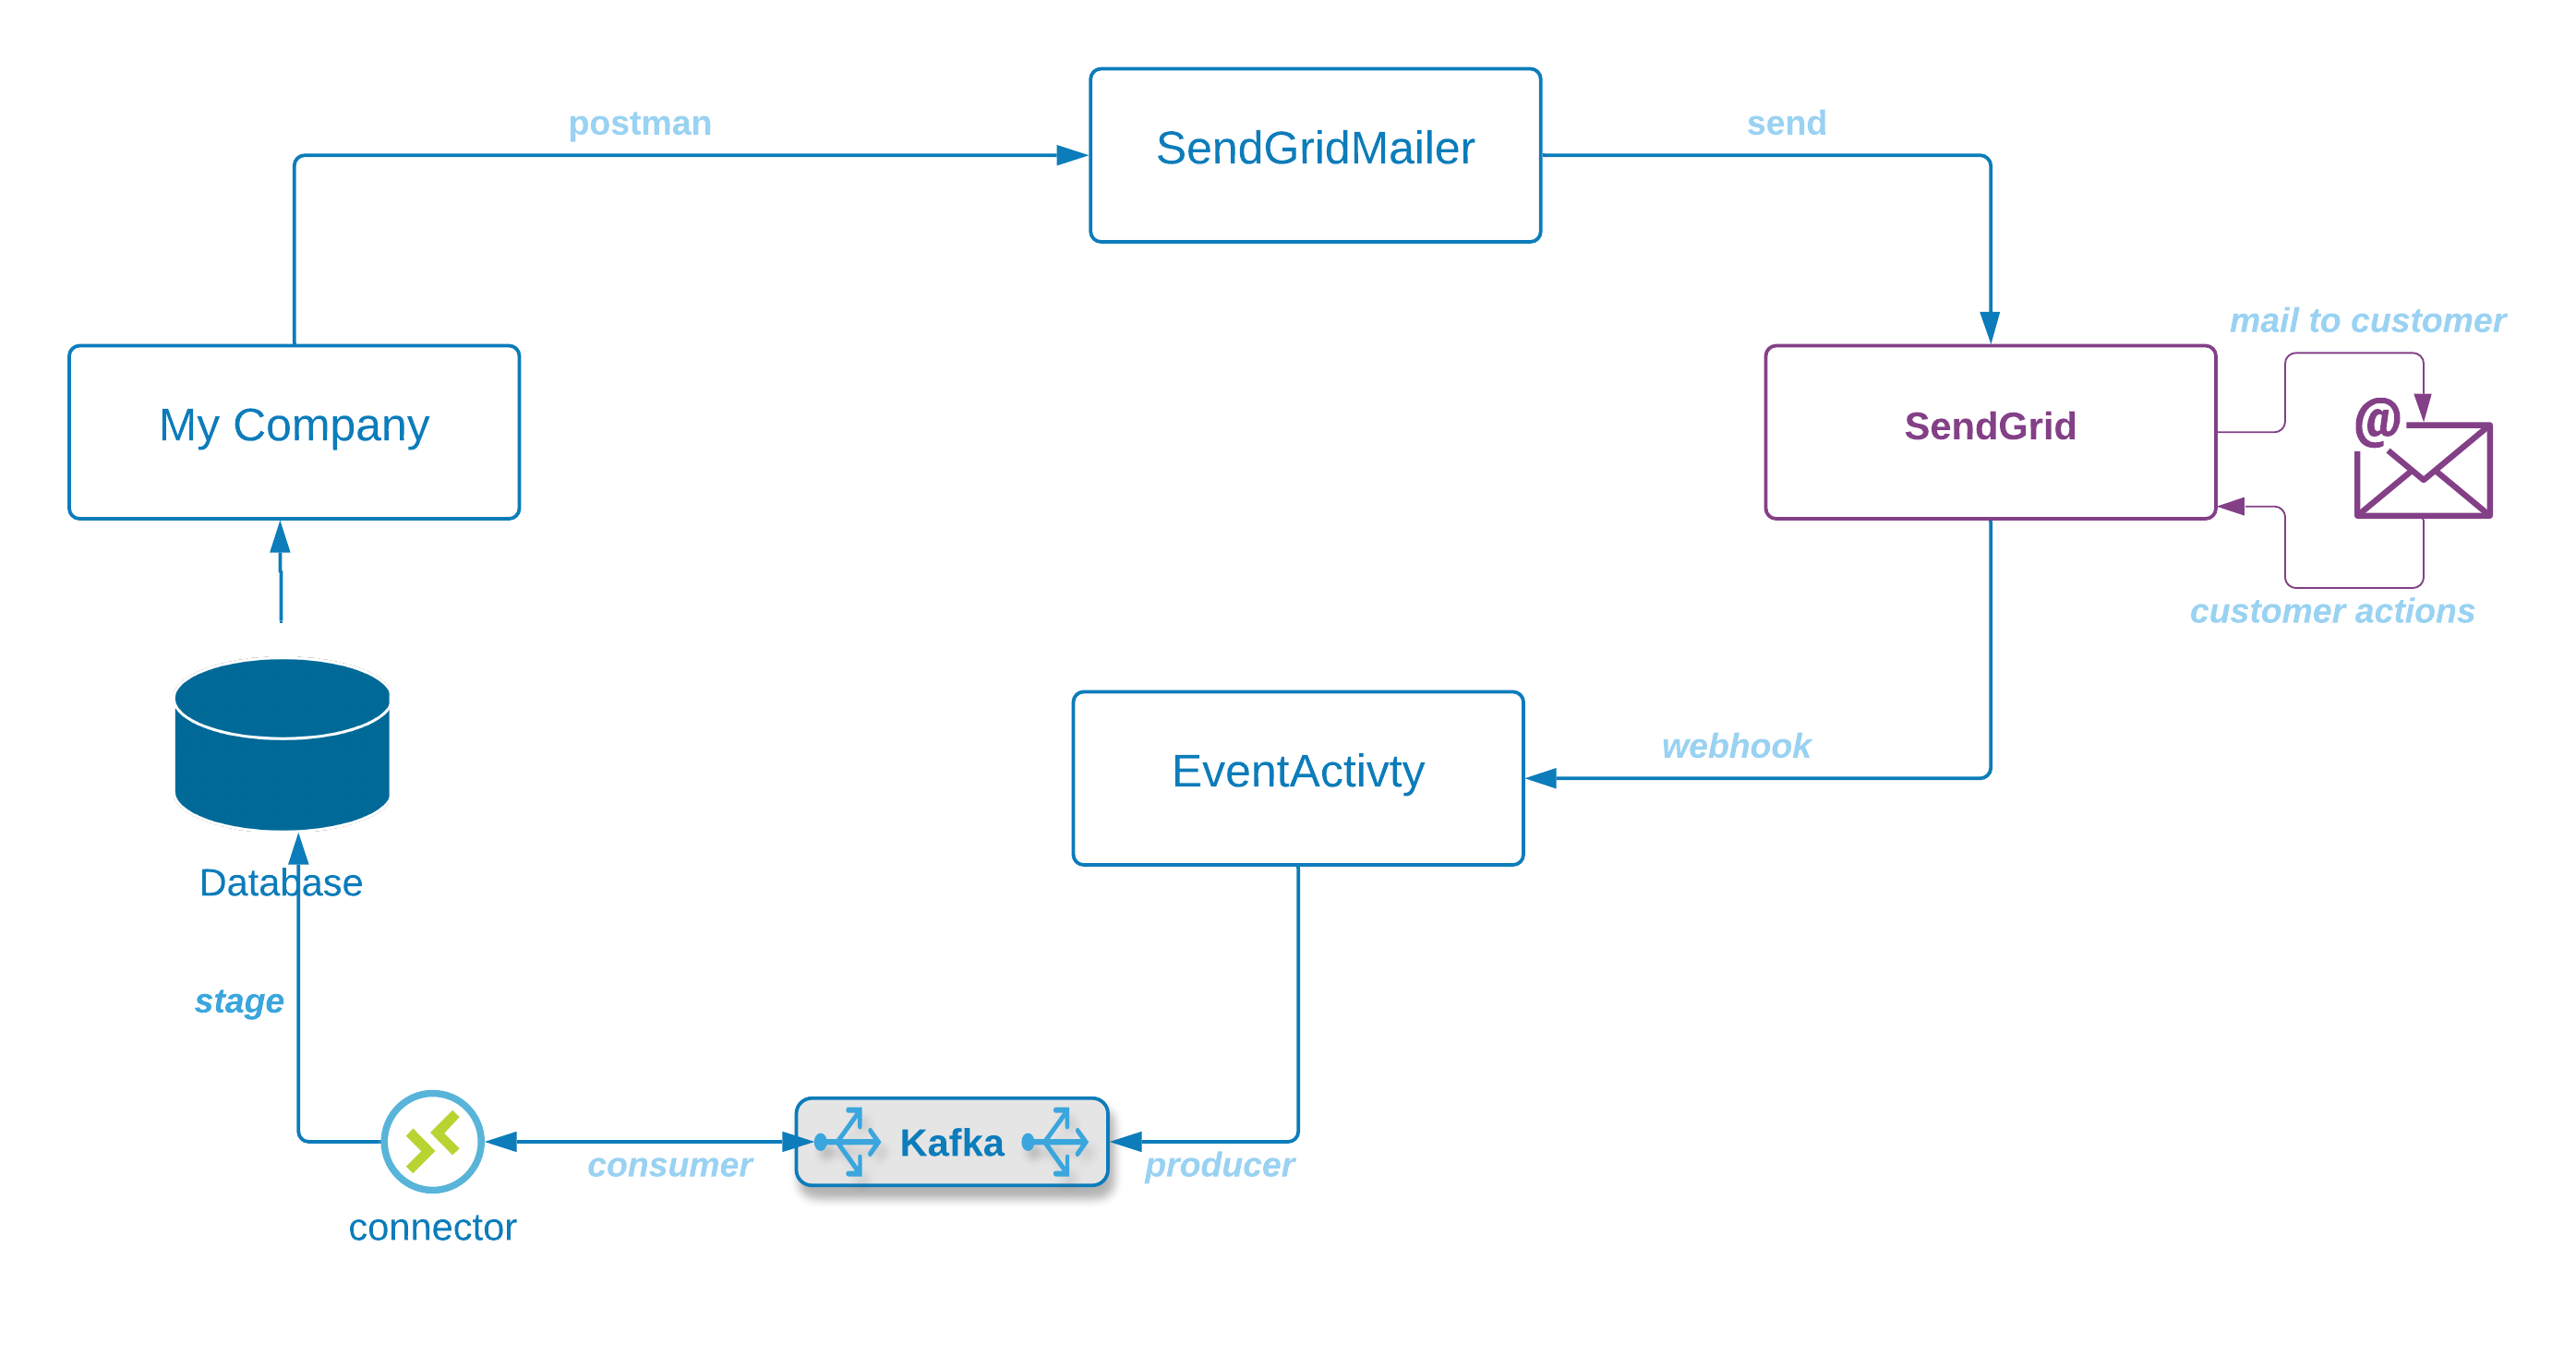 postman
SendGridMailer
send
mail to customer
My Company
SendGrid
@
customer actions
webhook
EventActivty
Database
stage
Kafka
consumer
producer
connector